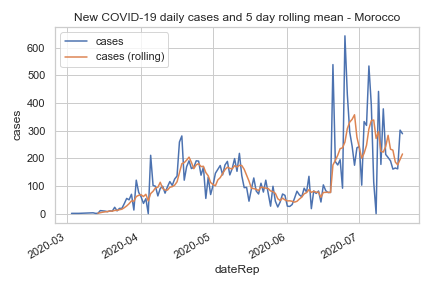 New COVID-19 daily cases and 5 day rolling mean - Morocco
cases
cases (rolling)
600
500
400
300
200
100
0
cases
2020-03
2020-04
2020-05
2020-06
2020-07
dateRep